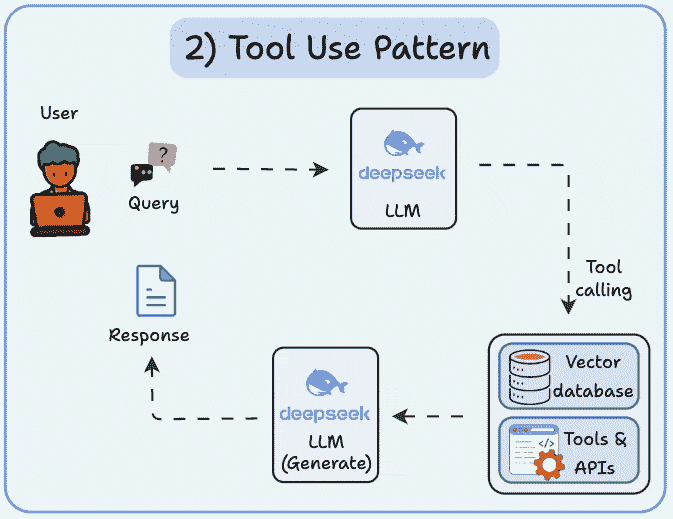 2) Tool Use Pattern
User
?
Query
deepseek
LLM
Tool
calling
Vector
database
</>
Tools &
APIs
deepseek
LLM
(Generate)
Response